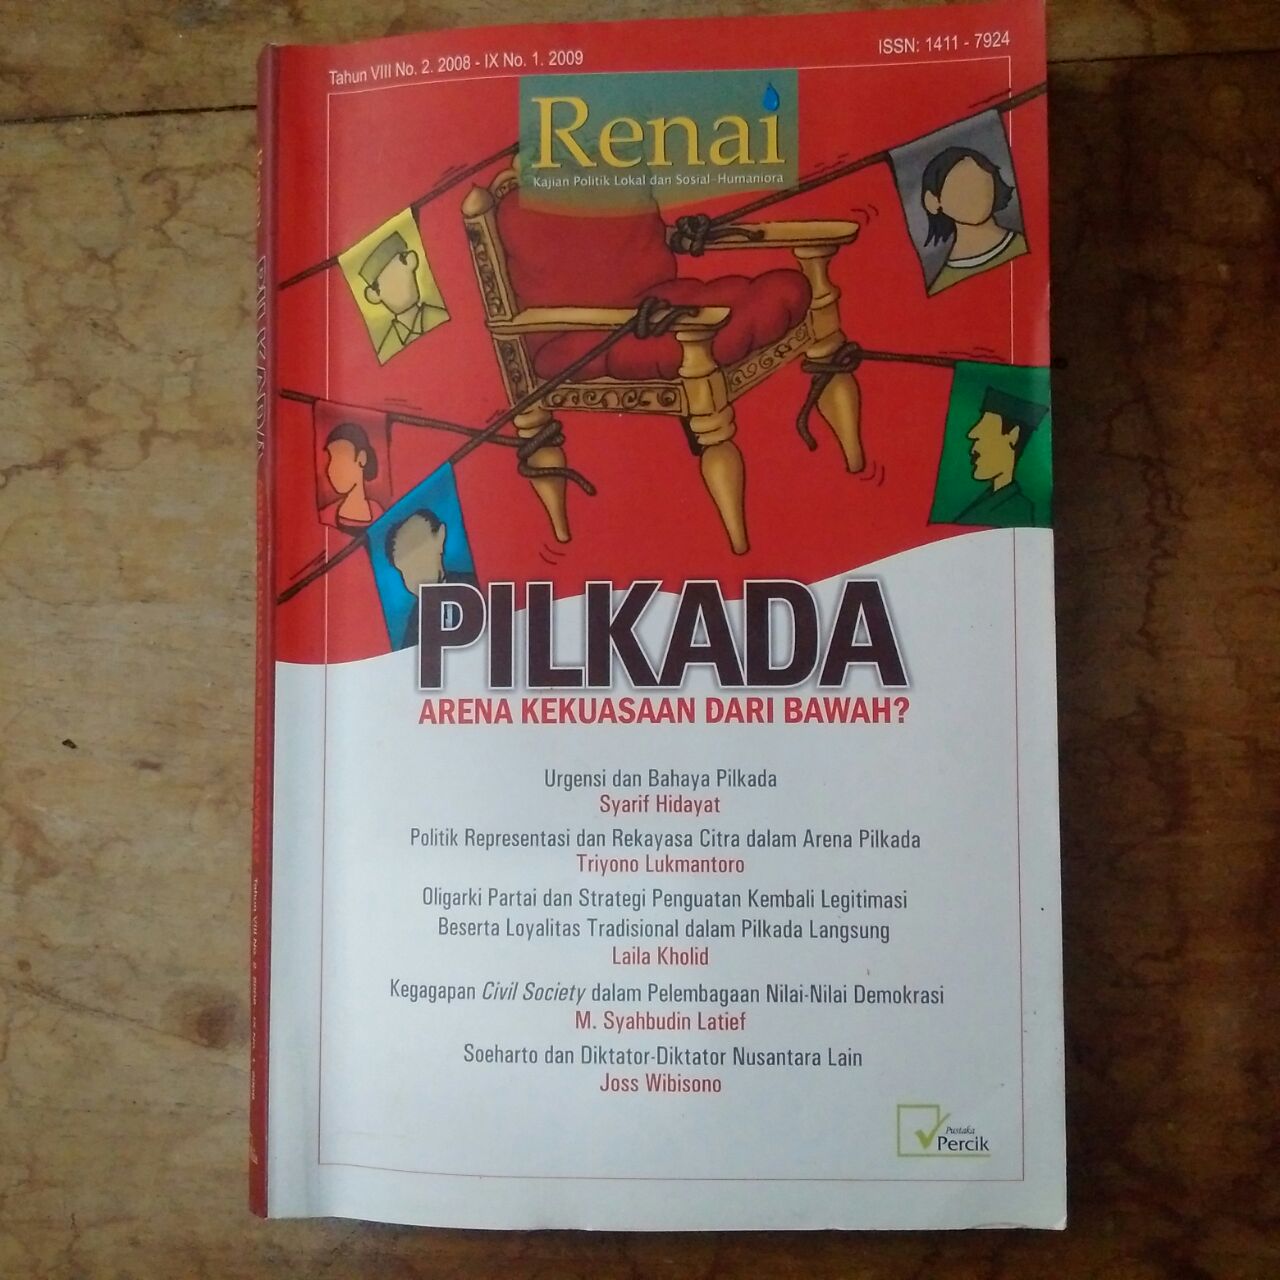 Tahun VIII No. 2. 2008 - IX No. 1. 2009
ISSN: 1411 - 7924
Renai
Kajian Politik Lokal dan Sosial-Humaniora
PILKADA
ARENA KEKUASAAN DARI BAWAH?
Urgensi dan Bahaya Pilkada
Syarif Hidayat
Politik Representasi dan Rekayasa Citra dalam Arena Pilkada
Triyono Lukmantoro
Oligarki Partai dan Strategi Penguatan Kembali Legitimasi
Beserta Loyalitas Tradisional dalam Pilkada Langsung
Laila Kholid
Kegagapan Civil Society dalam Pelembagaan Nilai-Nilai Demokrasi
M. Syahbudin Latief
Soeharto dan Diktator-Diktator Nusantara Lain
Joss Wibisono
Pustaka
Percik